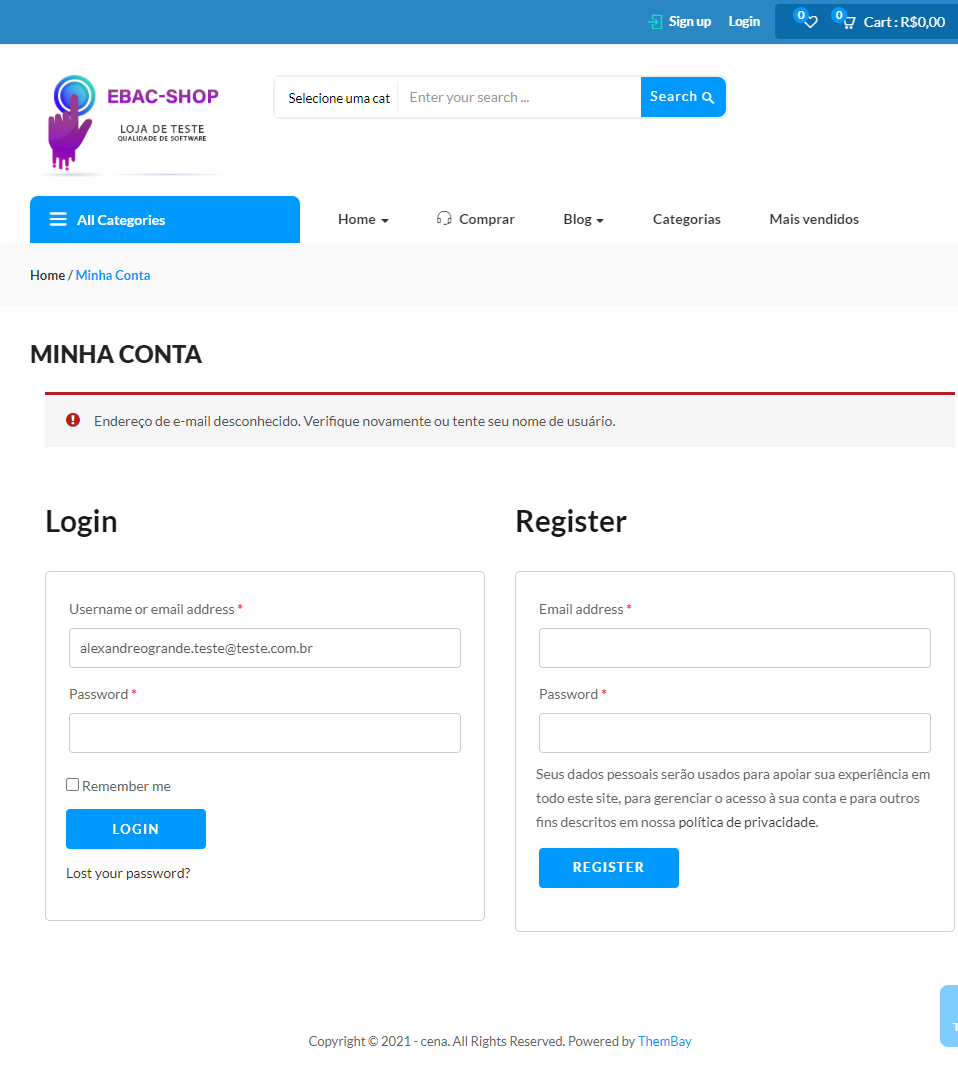 Sign up Login 0 0 Cart : R$0,00
EBAC-SHOP
LOJA DE TESTE
QUALIDADE DE SOFTWARE
Selecione uma cat Enter your search ... Search
All Categories Home Comprar Blog Categorias Mais vendidos
Home / Minha Conta
MINHA CONTA
Endereço de e-mail desconhecido. Verifique novamente ou tente seu nome de usuário.
Login
Username or email address *
alexandreogrande.teste@teste.com.br
Password *
Remember me
LOGIN
Lost your password?
Register
Email address *
Password *
Seus dados pessoais serão usados para apoiar sua experiência em
todo este site, para gerenciar o acesso à sua conta e para outros
fins descritos em nossa política de privacidade.
REGISTER
Copyright © 2021 - cena. All Rights Reserved. Powered by ThemBay